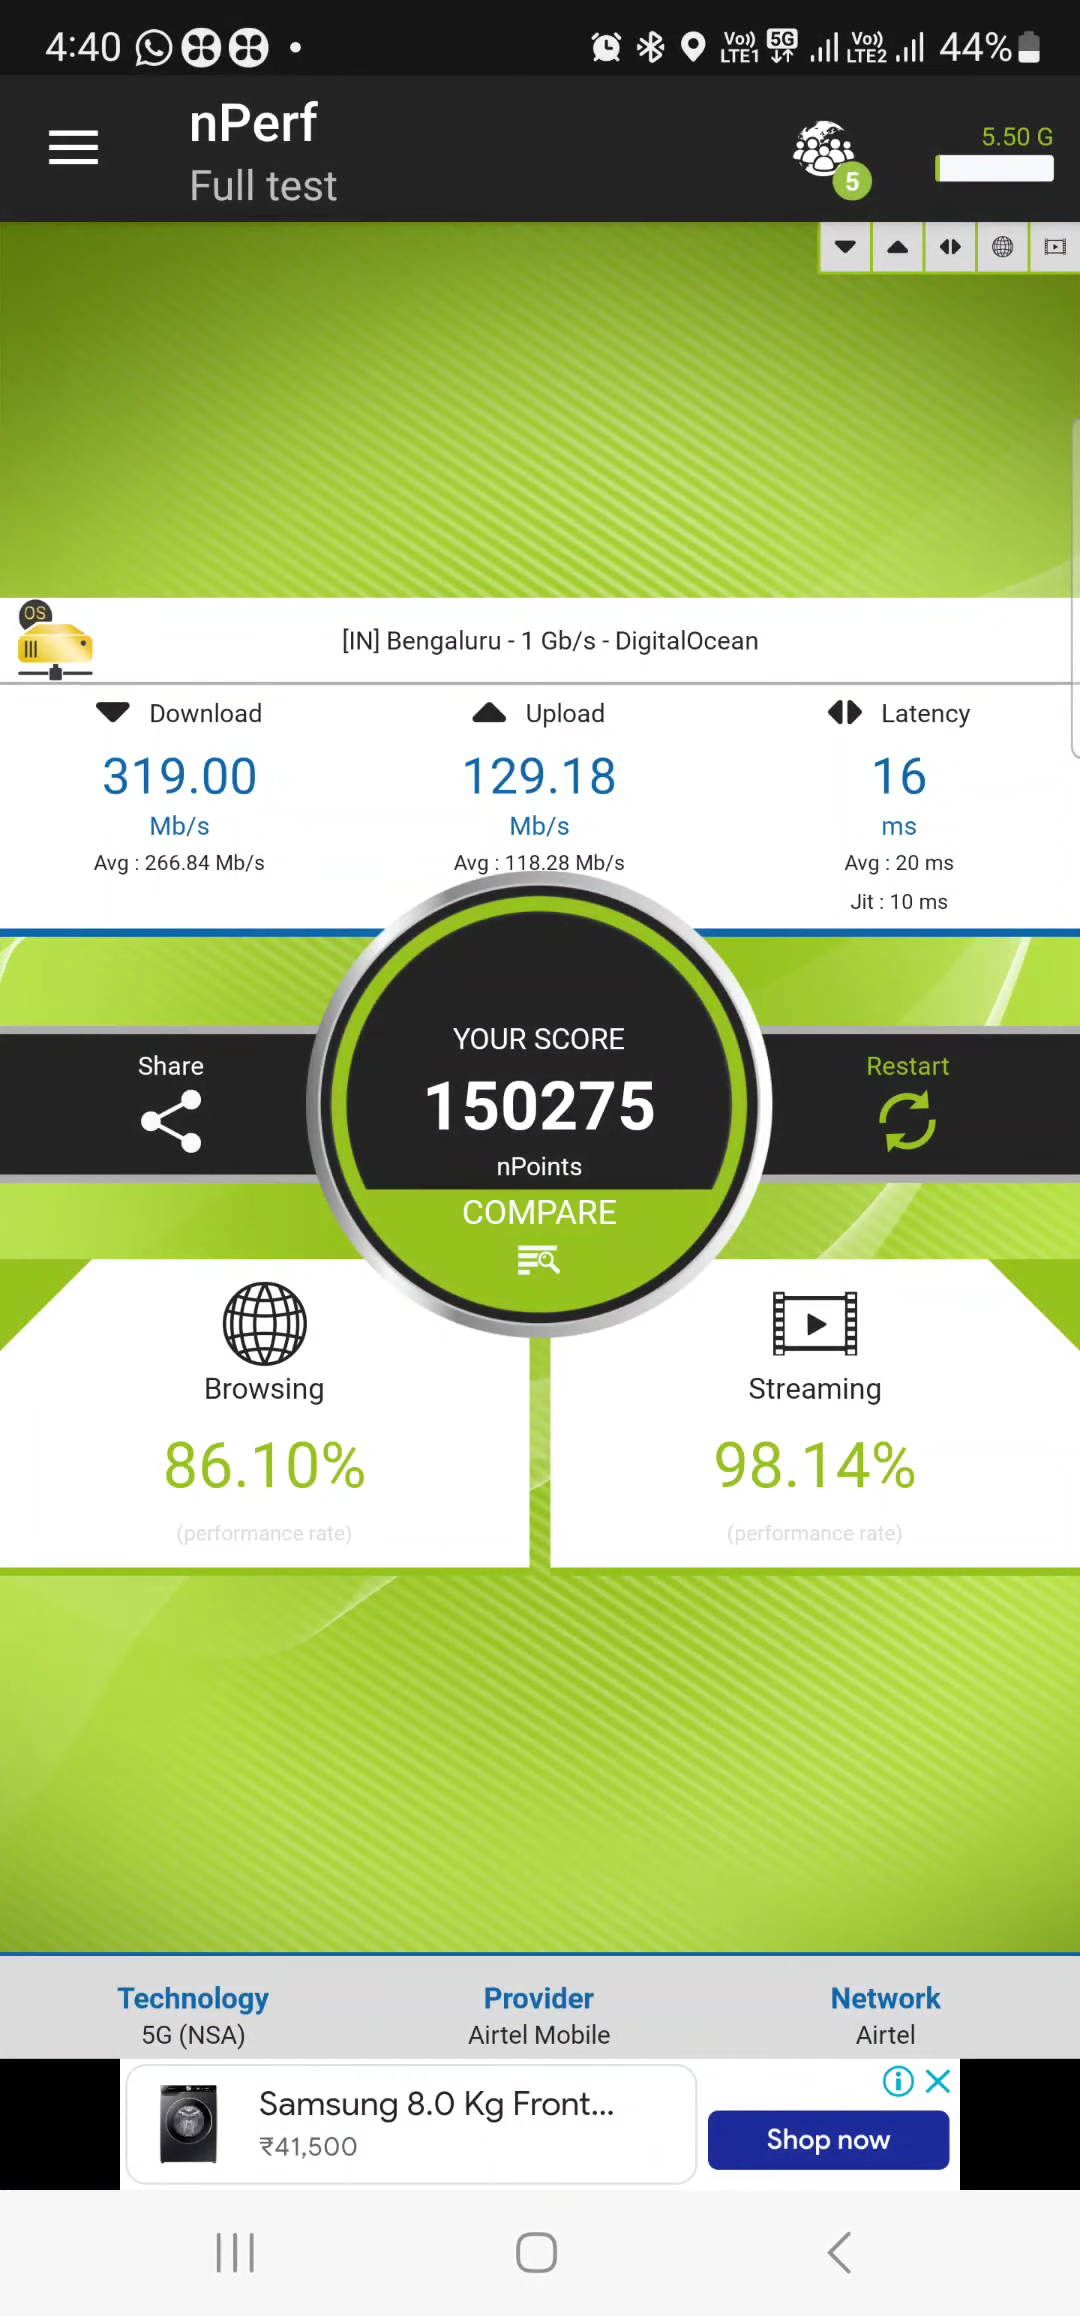 4:40
Vo)) LTE1 5G Vo)) LTE2 44%
nPerf
Full test
5
5.50 G
OS
[IN] Bengaluru - 1 Gb/s - DigitalOcean
Download Upload Latency
319.00 129.18 16
Mb/s Mb/s ms
Avg : 266.84 Mb/s Avg : 118.28 Mb/s Avg : 20 ms
Jit : 10 ms
YOUR SCORE
Share Restart
150275
nPoints
COMPARE
Browsing Streaming
86.10% 98.14%
(performance rate) (performance rate)
Technology Provider Network
5G (NSA) Airtel Mobile Airtel
Samsung 8.0 Kg Front...
₹41,500
Shop now